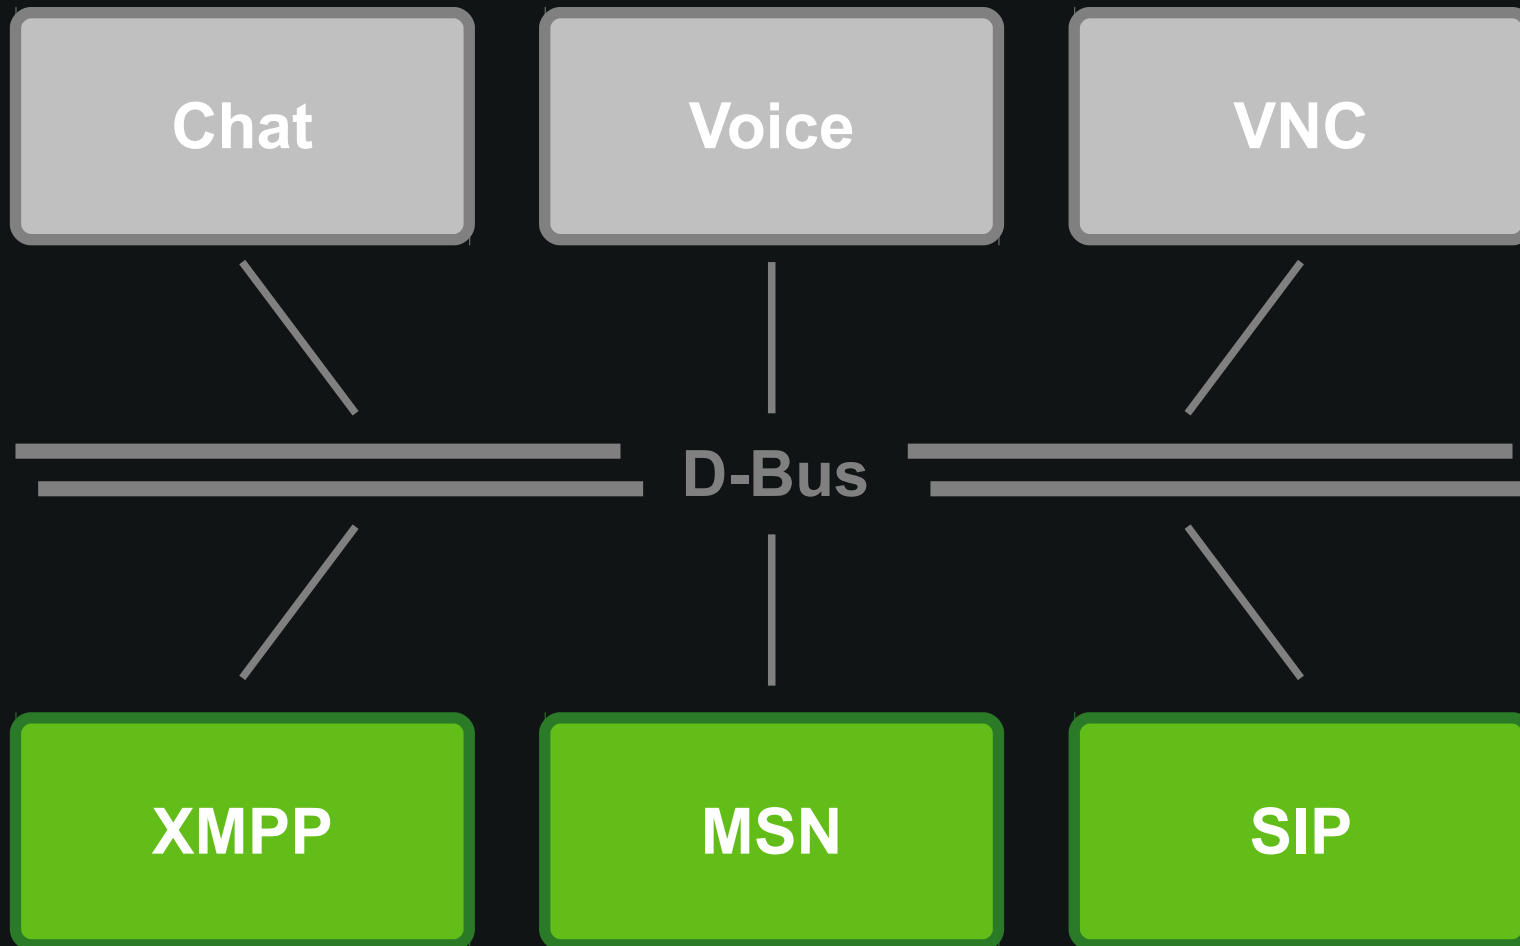 Chat
Voice
VNC
D-Bus
XMPP
MSN
SIP